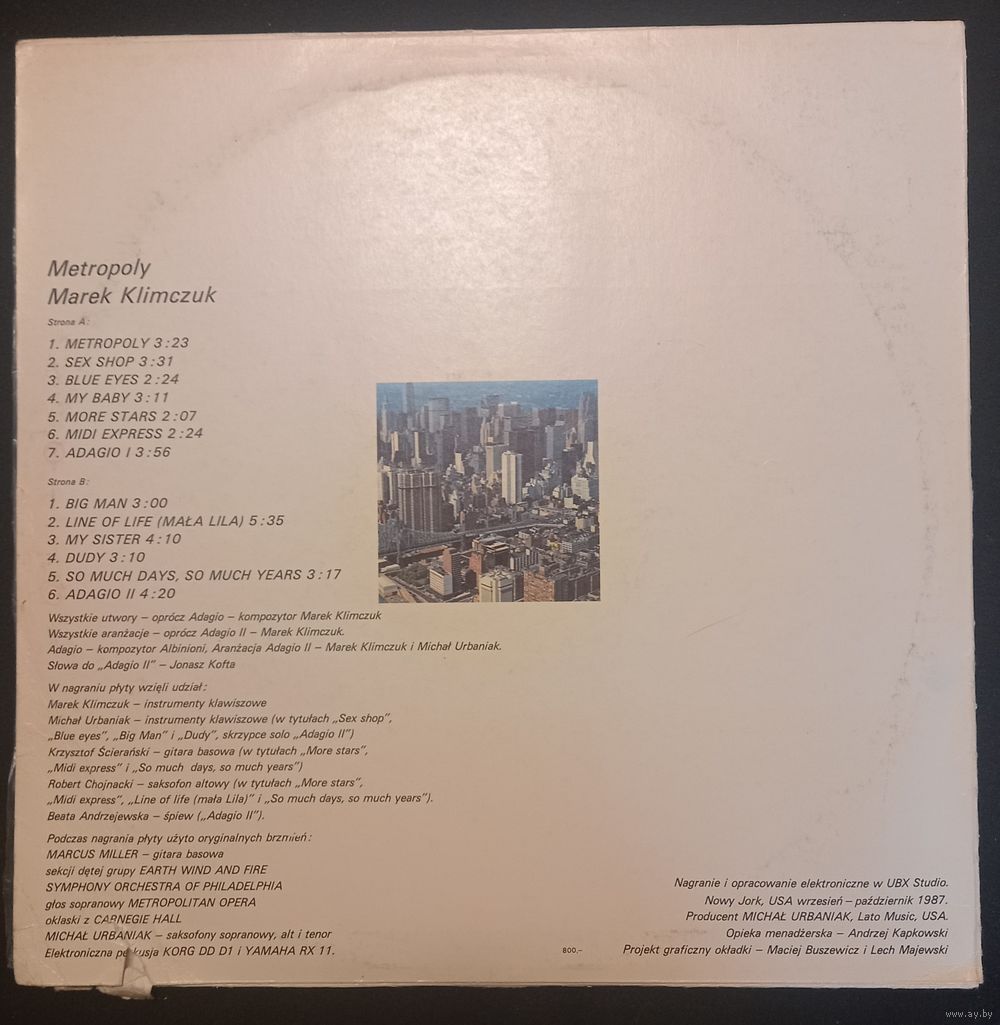 Metropoly
Marek Klimczuk
Strona A:
1. METROPOLY 3:23
2. SEX SHOP 3:31
3. BLUE EYES 2:24
4. MY BABY 3:11
5. MORE STARS 2:07
6. MIDI EXPRESS 2:24
7. ADAGIO I 3:56
Strona B:
1. BIG MAN 3:00
2. LINE OF LIFE (MAŁA LILA) 5:35
3. MY SISTER 4:10
4. DUDY 3:10
5. SO MUCH DAYS, SO MUCH YEARS 3:17
6. ADAGIO II 4:20
Wszystkie utwory – oprócz Adagio – kompozytor Marek Klimczuk
Wszystkie aranżacje – oprócz Adagio II – Marek Klimczuk.
Adagio – kompozytor Albinioni, Aranżacja Adagio II – Marek Klimczuk i Michał Urbaniak.
Słowa do „Adagio II” – Jonasz Kofta
W nagraniu płyty wzięli udział:
Marek Klimczuk – instrumenty klawiszowe
Michał Urbaniak – instrumenty klawiszowe (w tytułach „Sex shop”,
„Blue eyes”, „Big Man” i „Dudy”, skrzypce solo „Adagio II”)
Krzysztof Ścierański – gitara basowa (w tytułach „More stars”,
„Midi express” i „So much days, so much years”)
Robert Chojnacki – saksofon altowy (w tytułach „More stars”,
„Midi express”, „Line of life (mała Lila)” i „So much days, so much years”).
Beata Andrzejewska – śpiew („Adagio II”).
Podczas nagrania płyty użyto oryginalnych brzmień:
MARCUS MILLER – gitara basowa
sekcji dętej grupy EARTH WIND AND FIRE
SYMPHONY ORCHESTRA OF PHILADELPHIA
głos sopranowy METROPOLITAN OPERA
oklaski z CARNEGIE HALL
MICHAŁ URBANIAK – saksofony sopranowy, alt i tenor
Elektroniczna perkusja KORG DD D1 i YAMAHA RX 11.
800,–
Nagranie i opracowanie elektroniczne w UBX Studio.
Nowy Jork, USA wrzesień – październik 1987.
Producent MICHAŁ URBANIAK, Lato Music, USA.
Opieka menadżerska – Andrzej Kapkowski
Projekt graficzny okładki – Maciej Buszewicz i Lech Majewski
www.ay.by